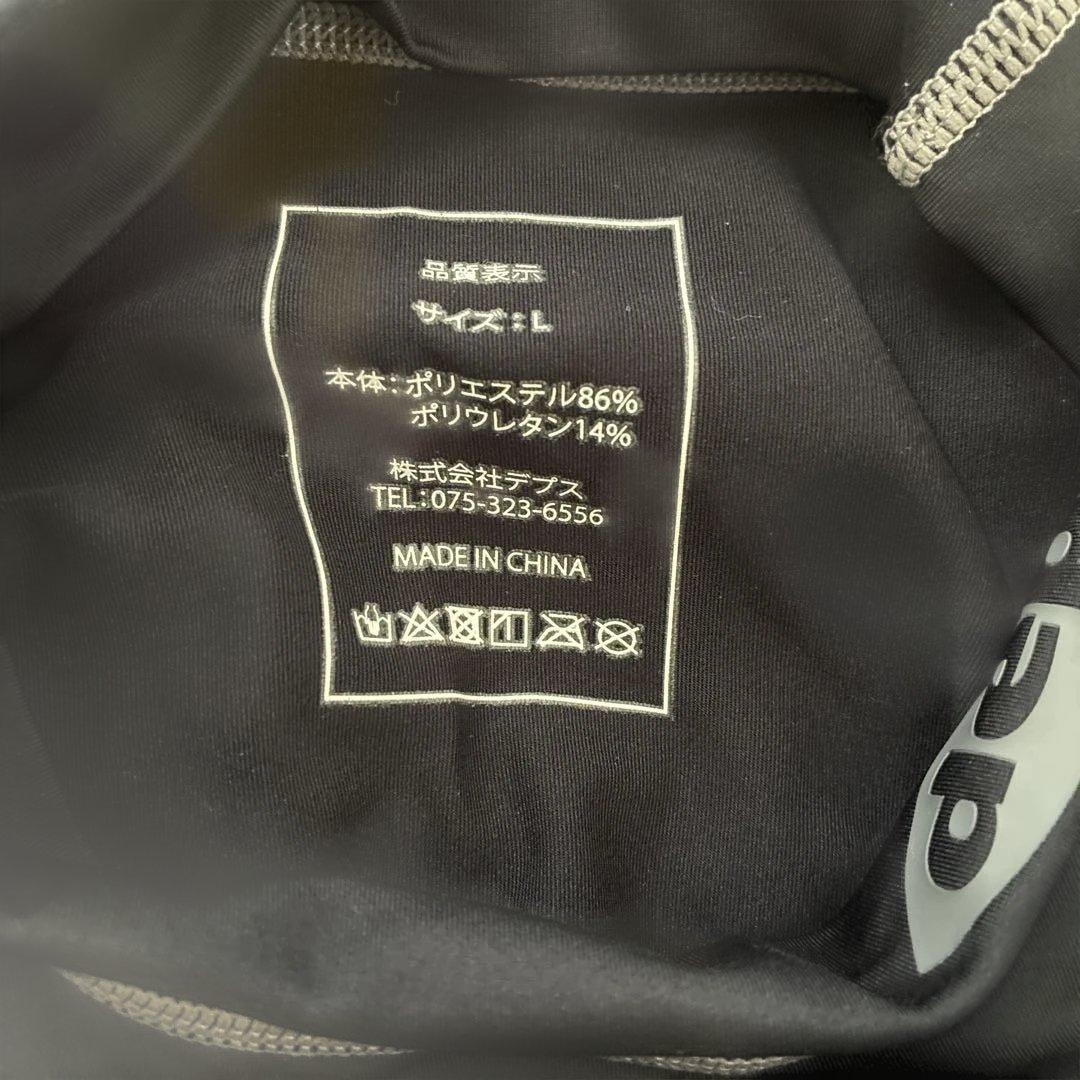 品質表示
サイズ：L
本体：ポリエステル86%
ポリウレタン14%
株式会社デプス
TEL：075-323-6556
MADE IN CHINA
de